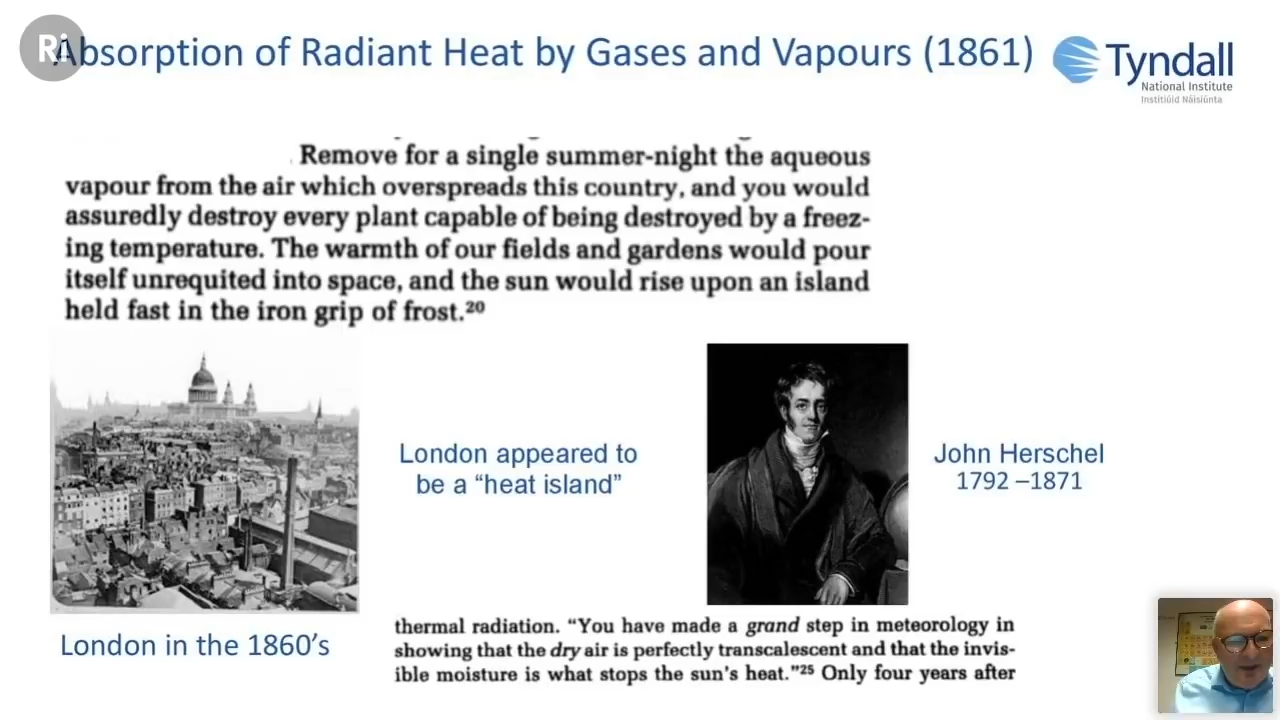 Ri
Absorption of Radiant Heat by Gases and Vapours (1861)
Tyndall
National Institute
Institiúid Náisiúnta
Remove for a single summer-night the aqueous
vapour from the air which overspreads this country, and you would
assuredly destroy every plant capable of being destroyed by a freez-
ing temperature. The warmth of our fields and gardens would pour
itself unrequited into space, and the sun would rise upon an island
held fast in the iron grip of frost.20
London appeared to
be a “heat island”
John Herschel
1792 –1871
London in the 1860’s
thermal radiation. “You have made a grand step in meteorology in
showing that the dry air is perfectly transcalescent and that the invis-
ible moisture is what stops the sun’s heat.”25 Only four years after